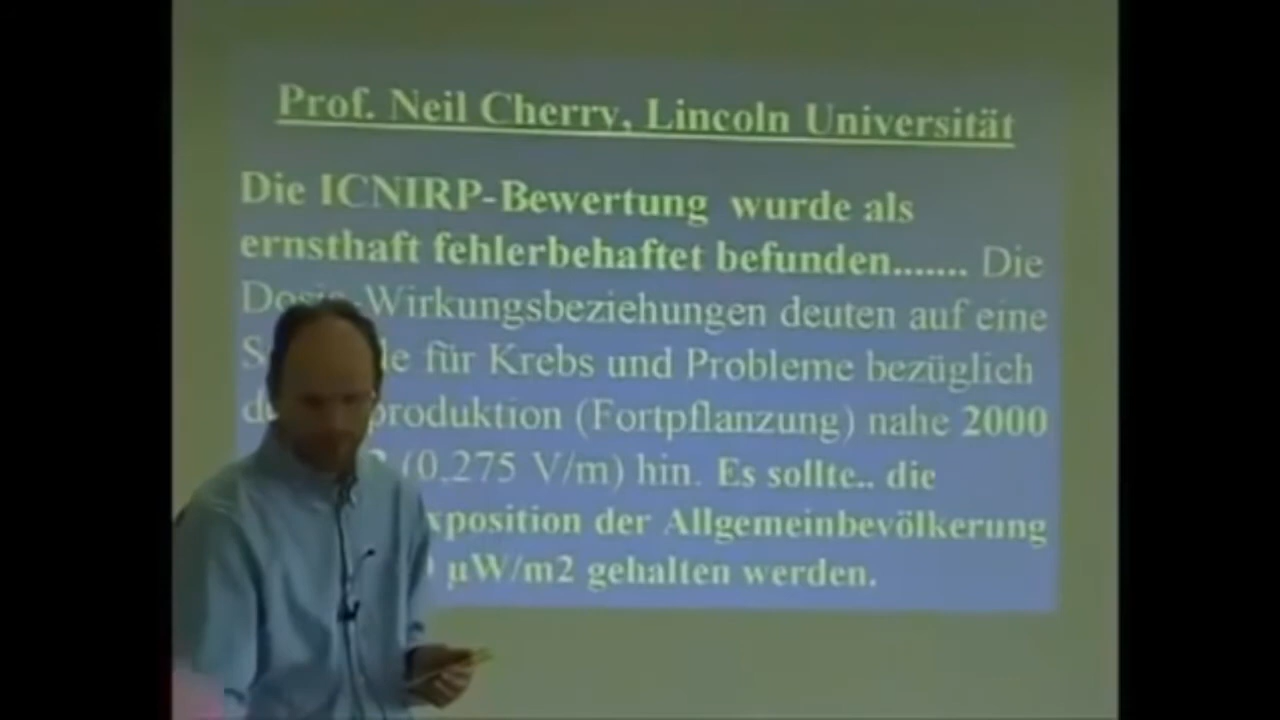 Prof. Neil Cherry, Lincoln Universität
Die ICNIRP-Bewertung wurde als
ernsthaft fehlerbehaftet befunden....... Die
Wirkungsbeziehungen deuten auf eine
für Krebs und Probleme bezüglich
produktion (Fortpflanzung) nahe 2000
(0,275 V/m) hin. Es sollte.. die
xposition der Allgemeinbevölkerung
µW/m2 gehalten werden.